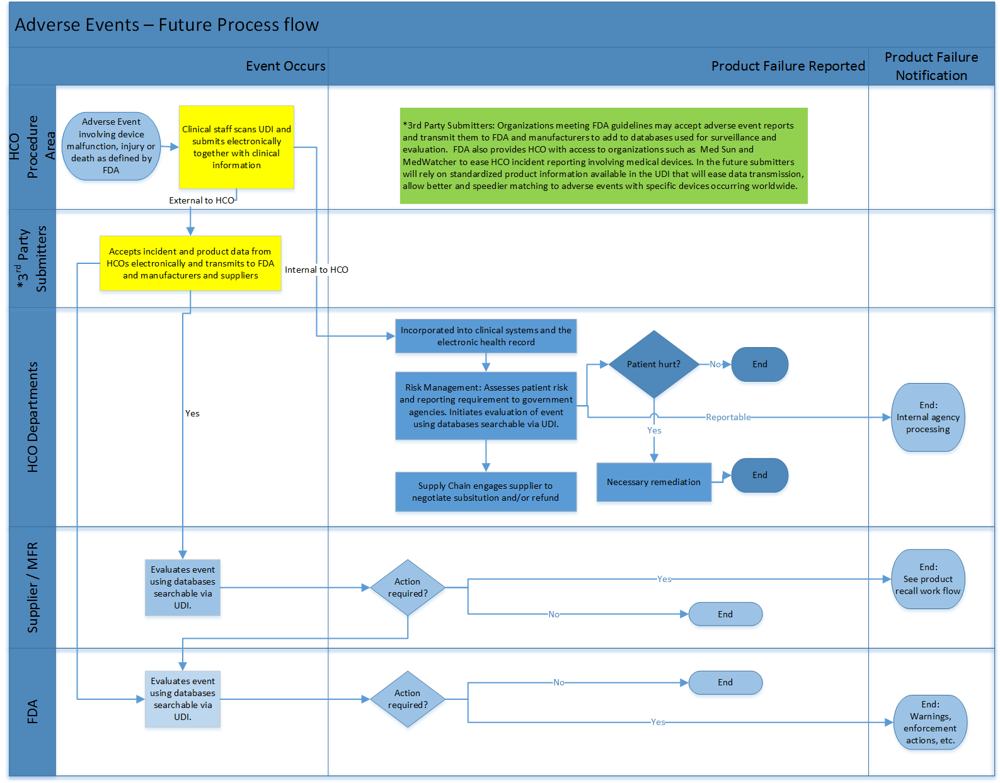 Adverse Events – Future Process flow
Event Occurs
Product Failure Reported
Product Failure
Notification
HCO
Procedure
Area
Adverse Event
involving device
malfunction, injury or
death as defined by
FDA
Clinical staff scans UDI and
submits electronically
together with clinical
information
*3rd Party Submitters: Organizations meeting FDA guidelines may accept adverse event reports
and transmit them to FDA and manufacturers to add to databases used for surveillance and
evaluation.  FDA also provides HCO with access to organizations such as  Med Sun and
MedWatcher to ease HCO incident reporting involving medical devices. In the future submitters
will rely on standardized product information available in the UDI that will ease data transmission,
allow better and speedier matching to adverse events with specific devices occurring worldwide.
External to HCO
*3rd Party
Submitters
Accepts incident and product data from
HCOs electronically and transmits to FDA
and manufacturers and suppliers
Internal to HCO
HCO Departments
Yes
Incorporated into clinical systems and the
electronic health record
Risk Management: Assesses patient risk
and reporting requirement to government
agencies. Initiates evaluation of event
using databases searchable via UDI.
Supply Chain engages supplier to
negotiate subsitution and/or refund
Patient hurt?
No
End
Reportable
Yes
Necessary remediation
End
End:
Internal agency
processing
Supplier / MFR
Evaluates event
using databases
searchable via
UDI.
Action
required?
Yes
No
End
End:
See product
recall work flow
FDA
Evaluates event
using databases
searchable via
UDI.
Action
required?
No
End
Yes
End:
Warnings,
enforcement
actions, etc.